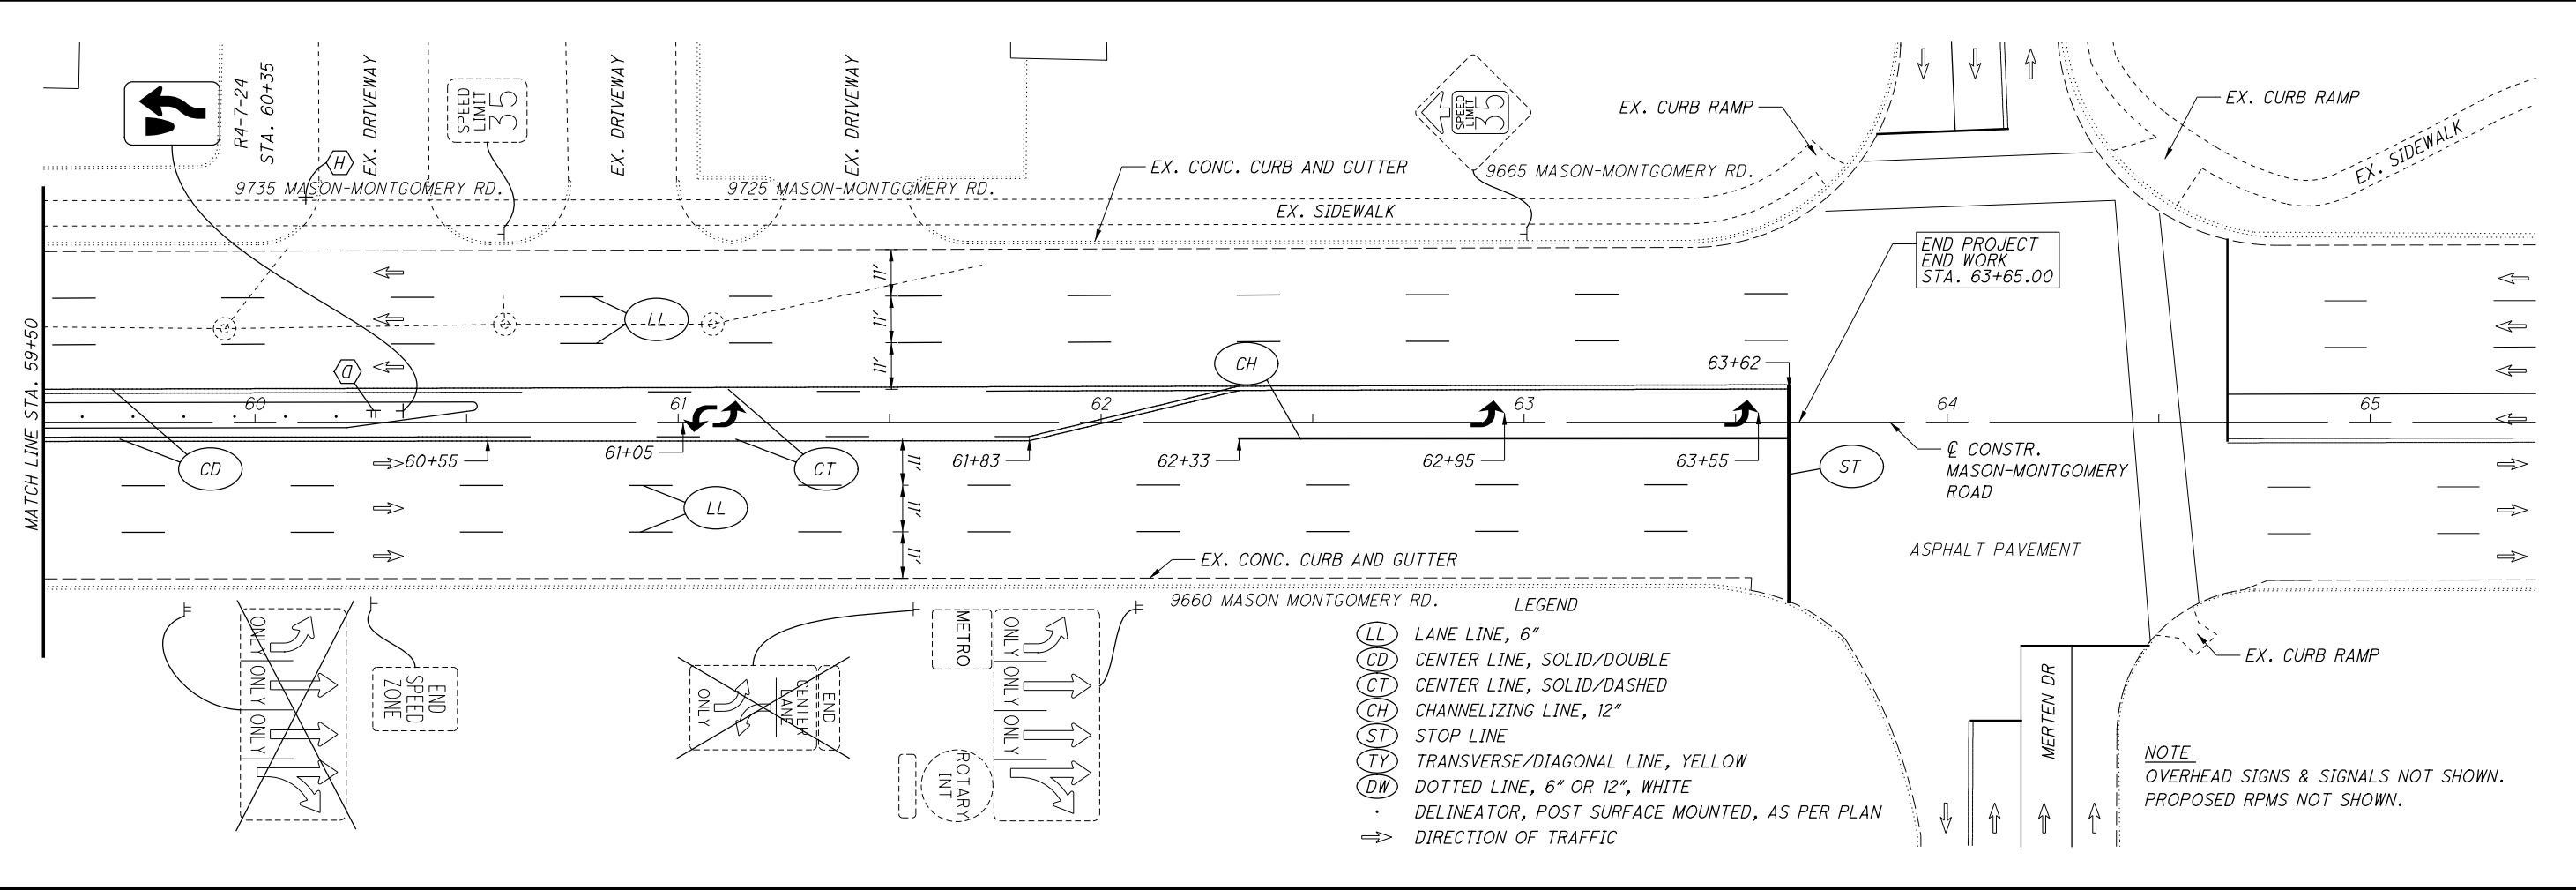 MATCH LINE STA. 59+50
R4-7-24
STA. 60+35
EX. DRIVEWAY
SPEED
LIMIT
35
EX. DRIVEWAY
EX. DRIVEWAY
H
9735 MASON-MONTGOMERY RD.
9725 MASON-MONTGOMERY RD.
EX. CONC. CURB AND GUTTER
SPEED
LIMIT
35
9665 MASON-MONTGOMERY RD.
EX. CURB RAMP
EX. CURB RAMP
EX. SIDEWALK
EX. SIDEWALK
END PROJECT
END WORK
STA. 63+65.00
11'
11'
11'
LL
D
CH
63+62
60
61
62
63
64
65
CD
60+55
61+05
CT
61+83
62+33
62+95
63+55
ST
℄ CONSTR.
MASON-MONTGOMERY
ROAD
11'
11'
11'
LL
ASPHALT PAVEMENT
EX. CONC. CURB AND GUTTER
9660 MASON MONTGOMERY RD.
ONLY
ONLY
ONLY
END
SPEED
ZONE
ONLY
CENTER
LANE
END
METRO
ONLY
ONLY
ONLY
ROTARY
INT
LEGEND
LL LANE LINE, 6"
CD CENTER LINE, SOLID/DOUBLE
CT CENTER LINE, SOLID/DASHED
CH CHANNELIZING LINE, 12"
ST STOP LINE
TY TRANSVERSE/DIAGONAL LINE, YELLOW
DW DOTTED LINE, 6" OR 12", WHITE
DELINEATOR, POST SURFACE MOUNTED, AS PER PLAN
DIRECTION OF TRAFFIC
MERTEN DR
EX. CURB RAMP
NOTE
OVERHEAD SIGNS & SIGNALS NOT SHOWN.
PROPOSED RPMS NOT SHOWN.